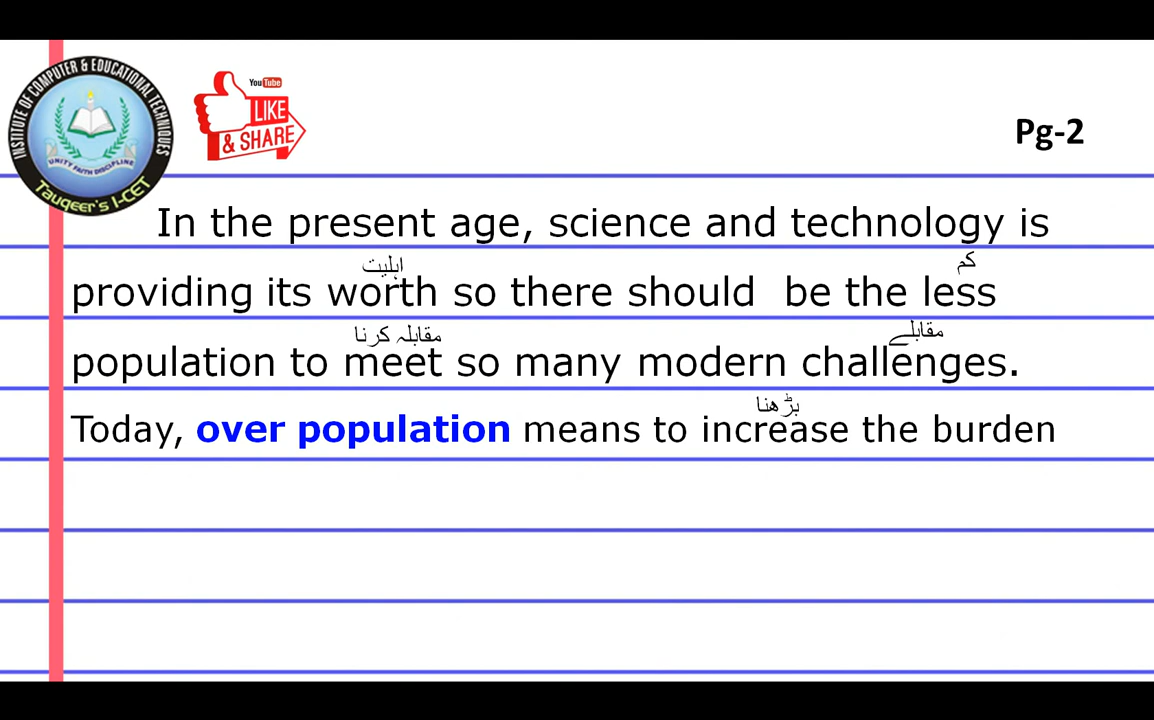 INSTITUTE OF COMPUTER & EDUCATIONAL TECHNIQUES
UNITY FAITH DISCIPLINE
Tauqeer's I-CET
YouTube
LIKE
& SHARE
Pg-2
In the present age, science and technology is
اہلیت کم
providing its worth so there should be the less
مقابلہ کرنا مقابلے
population to meet so many modern challenges.
بڑھنا
Today, over population means to increase the burden